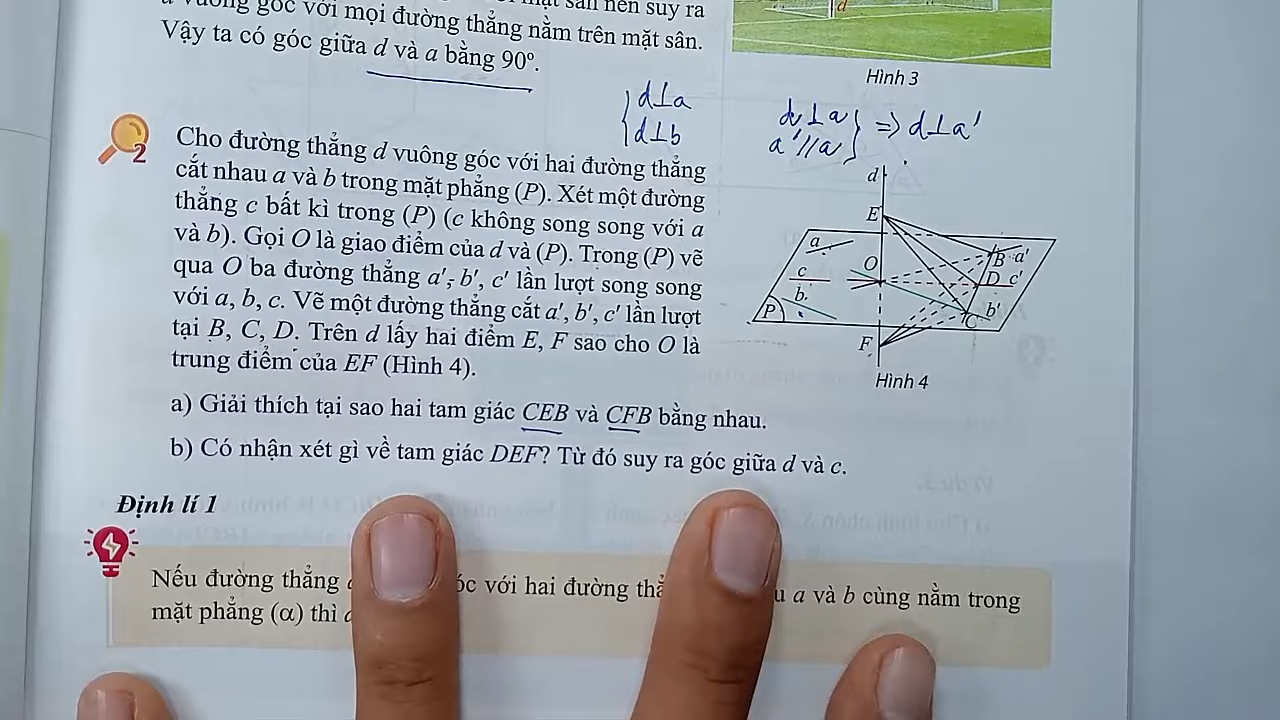 vuông góc với mọi đường thẳng nằm trên mặt sân.
Vậy ta có góc giữa d và a bằng 90°.
Hình 3
d⊥a
d⊥b
d⊥a
a'//a
=> d⊥a'
2
Cho đường thẳng d vuông góc với hai đường thẳng
cắt nhau a và b trong mặt phẳng (P). Xét một đường
thẳng c bất kì trong (P) (c không song song với a
và b). Gọi O là giao điểm của d và (P). Trong (P) vẽ
qua O ba đường thẳng a', b', c' lần lượt song song
với a, b, c. Vẽ một đường thẳng cắt a', b', c' lần lượt
tại B, C, D. Trên d lấy hai điểm E, F sao cho O là
trung điểm của EF (Hình 4).
d
E
a
B a'
O
c
D c'
b
P
C b'
F
Hình 4
a) Giải thích tại sao hai tam giác CEB và CFB bằng nhau.
b) Có nhận xét gì về tam giác DEF? Từ đó suy ra góc giữa d và c.
Định lí 1
Nếu đường thẳng với hai đường a và b cùng nằm trong
mặt phẳng (α) thì